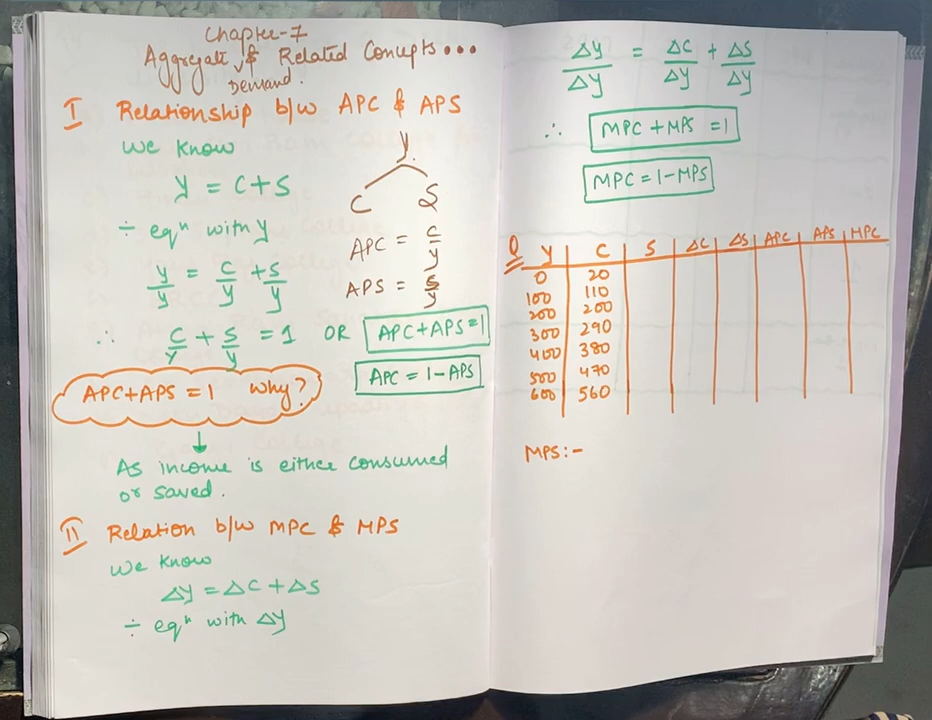 Chapter-7
Aggregate Demand & Related Concepts...
I Relationship b/w APC & APS
We know
Y = C+S
÷ eqⁿ with Y
Y/Y = C/Y + S/Y
∴ C/Y + S/Y = 1 OR APC+APS=1
APC = 1-APS
Y
C S
APC = C/Y
APS = S/Y
APC+APS = 1 why?
↓
As income is either consumed
or saved.
II Relation b/w MPC & MPS
We know
ΔY = ΔC + ΔS
÷ eqⁿ with ΔY
ΔY/ΔY = ΔC/ΔY + ΔS/ΔY
∴ MPC + MPS = 1
MPC = 1-MPS
Q Y C S ΔC ΔS APC APS MPC
0 20
100 110
200 200
300 290
400 380
500 470
600 560
MPS:-